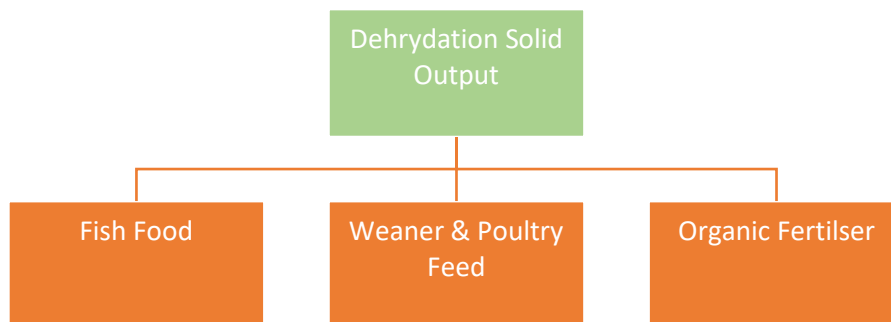 Dehrydation Solid
Output
Fish Food
Weaner & Poultry
Feed
Organic Fertilser